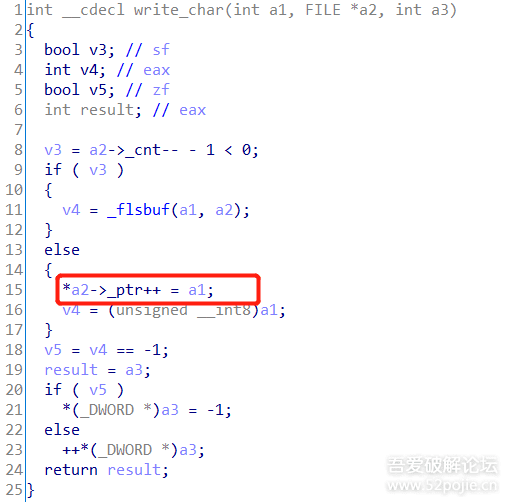 1 int __cdecl write_char(int a1, FILE *a2, int a3)
2 {
3 bool v3; // sf
4 int v4; // eax
5 bool v5; // zf
6 int result; // eax
7
8 v3 = a2->_cnt-- - 1 < 0;
9 if ( v3 )
10 {
11 v4 = _flsbuf(a1, a2);
12 }
13 else
14 {
15 *a2->_ptr++ = a1;
16 v4 = (unsigned __int8)a1;
17 }
18 v5 = v4 == -1;
19 result = a3;
20 if ( v5 )
21 *(_DWORD *)a3 = -1;
22 else
23 ++*(_DWORD *)a3;
24 return result;
25 }
吾爱破解论坛
www.52pojie.cn